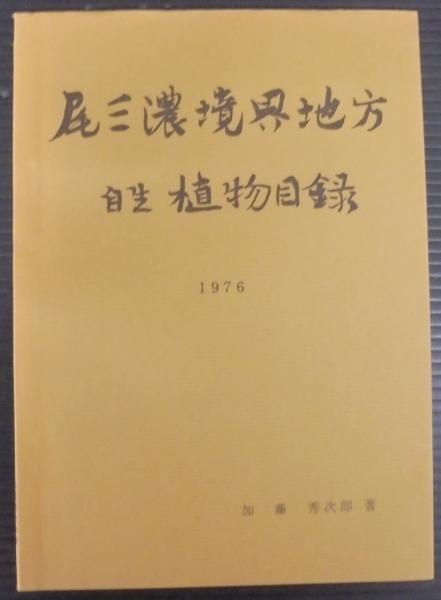 尾三濃境界地方
自生植物目録
1976
加藤 秀次郎 著